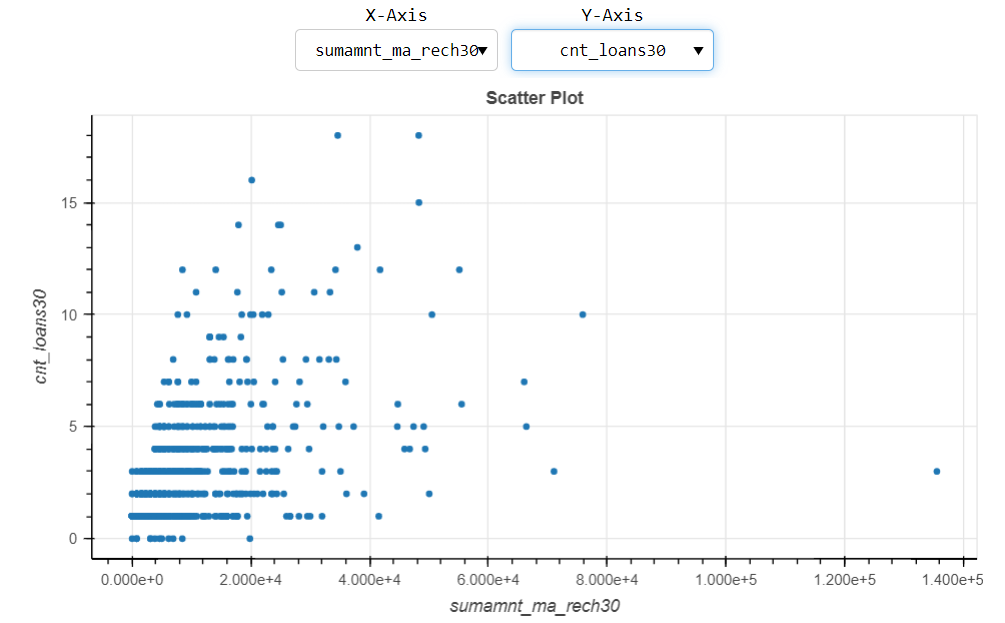 X-Axis Y-Axis
sumamnt_ma_rech30 cnt_loans30
Scatter Plot
15
10
5
0
cnt_loans30
0.000e+0 2.000e+4 4.000e+4 6.000e+4 8.000e+4 1.000e+5 1.200e+5 1.400e+5
sumamnt_ma_rech30